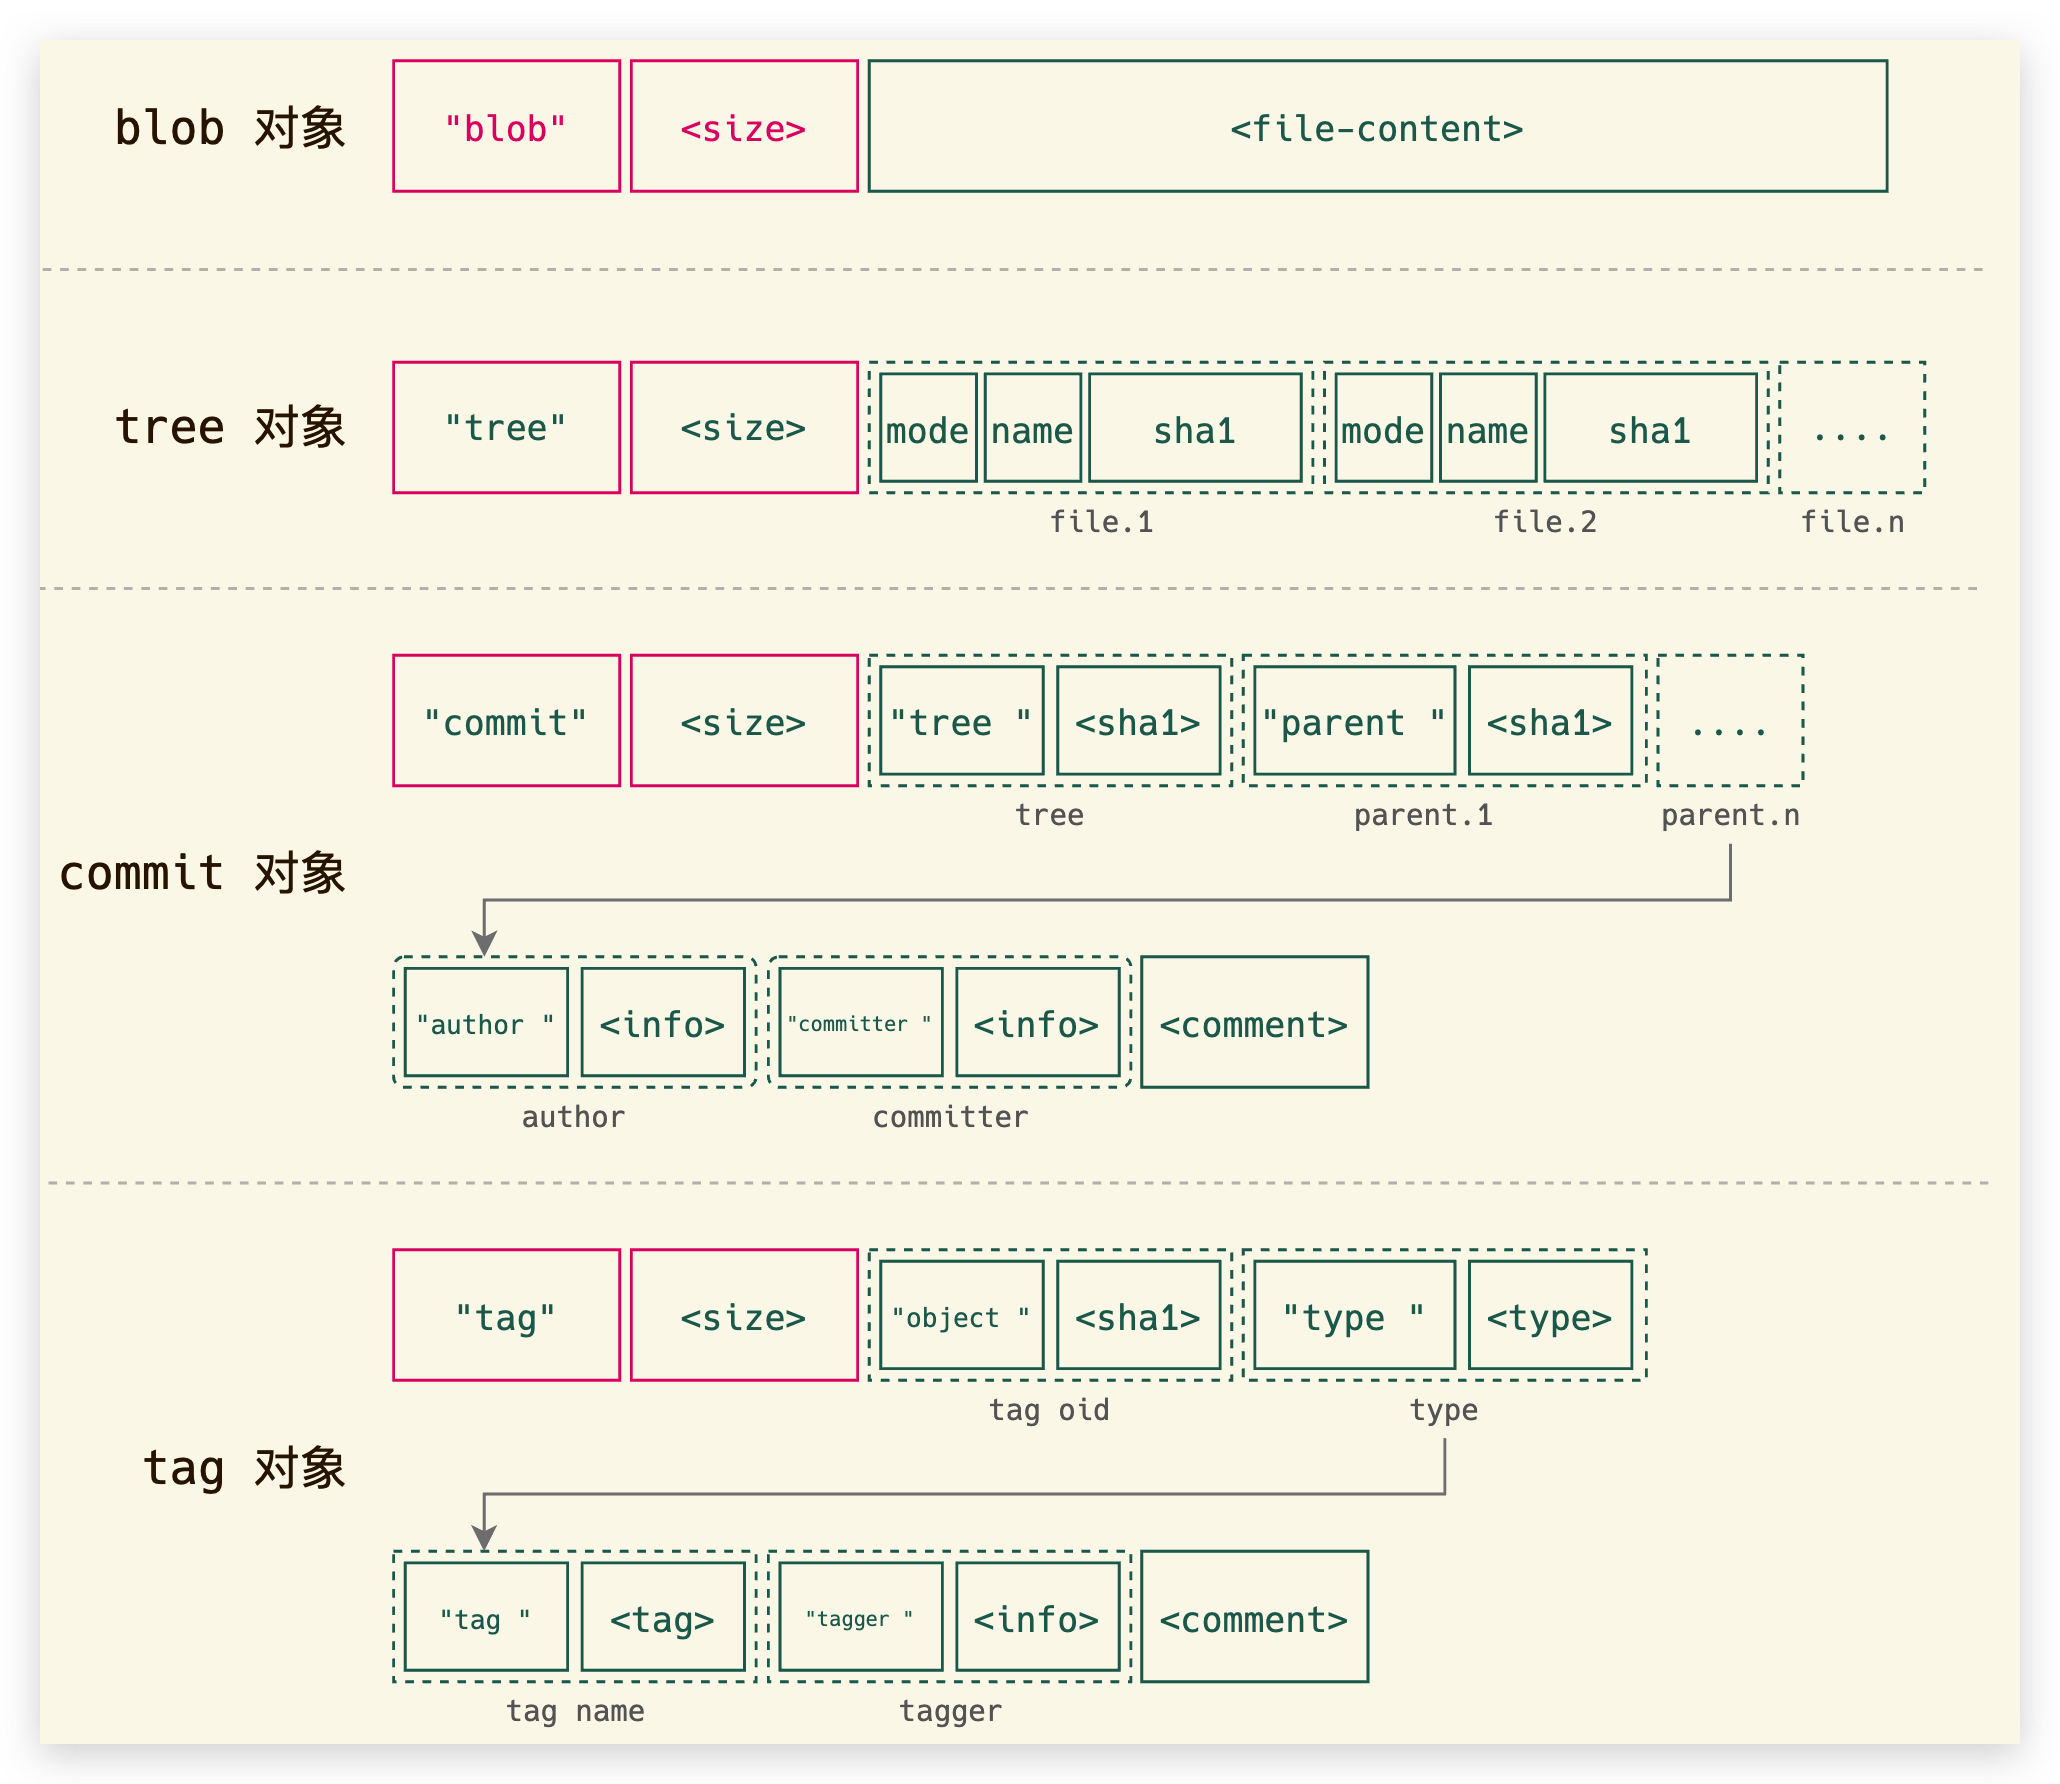 blob 对象 "blob" <size> <file-content>
tree 对象 "tree" <size> mode name sha1 mode name sha1 ....
file.1 file.2 file.n
"commit" <size> "tree " <sha1> "parent " <sha1> ....
tree parent.1 parent.n
commit 对象
"author " <info> "committer " <info> <comment>
author committer
"tag" <size> "object " <sha1> "type " <type>
tag oid type
tag 对象
"tag " <tag> "tagger " <info> <comment>
tag name tagger